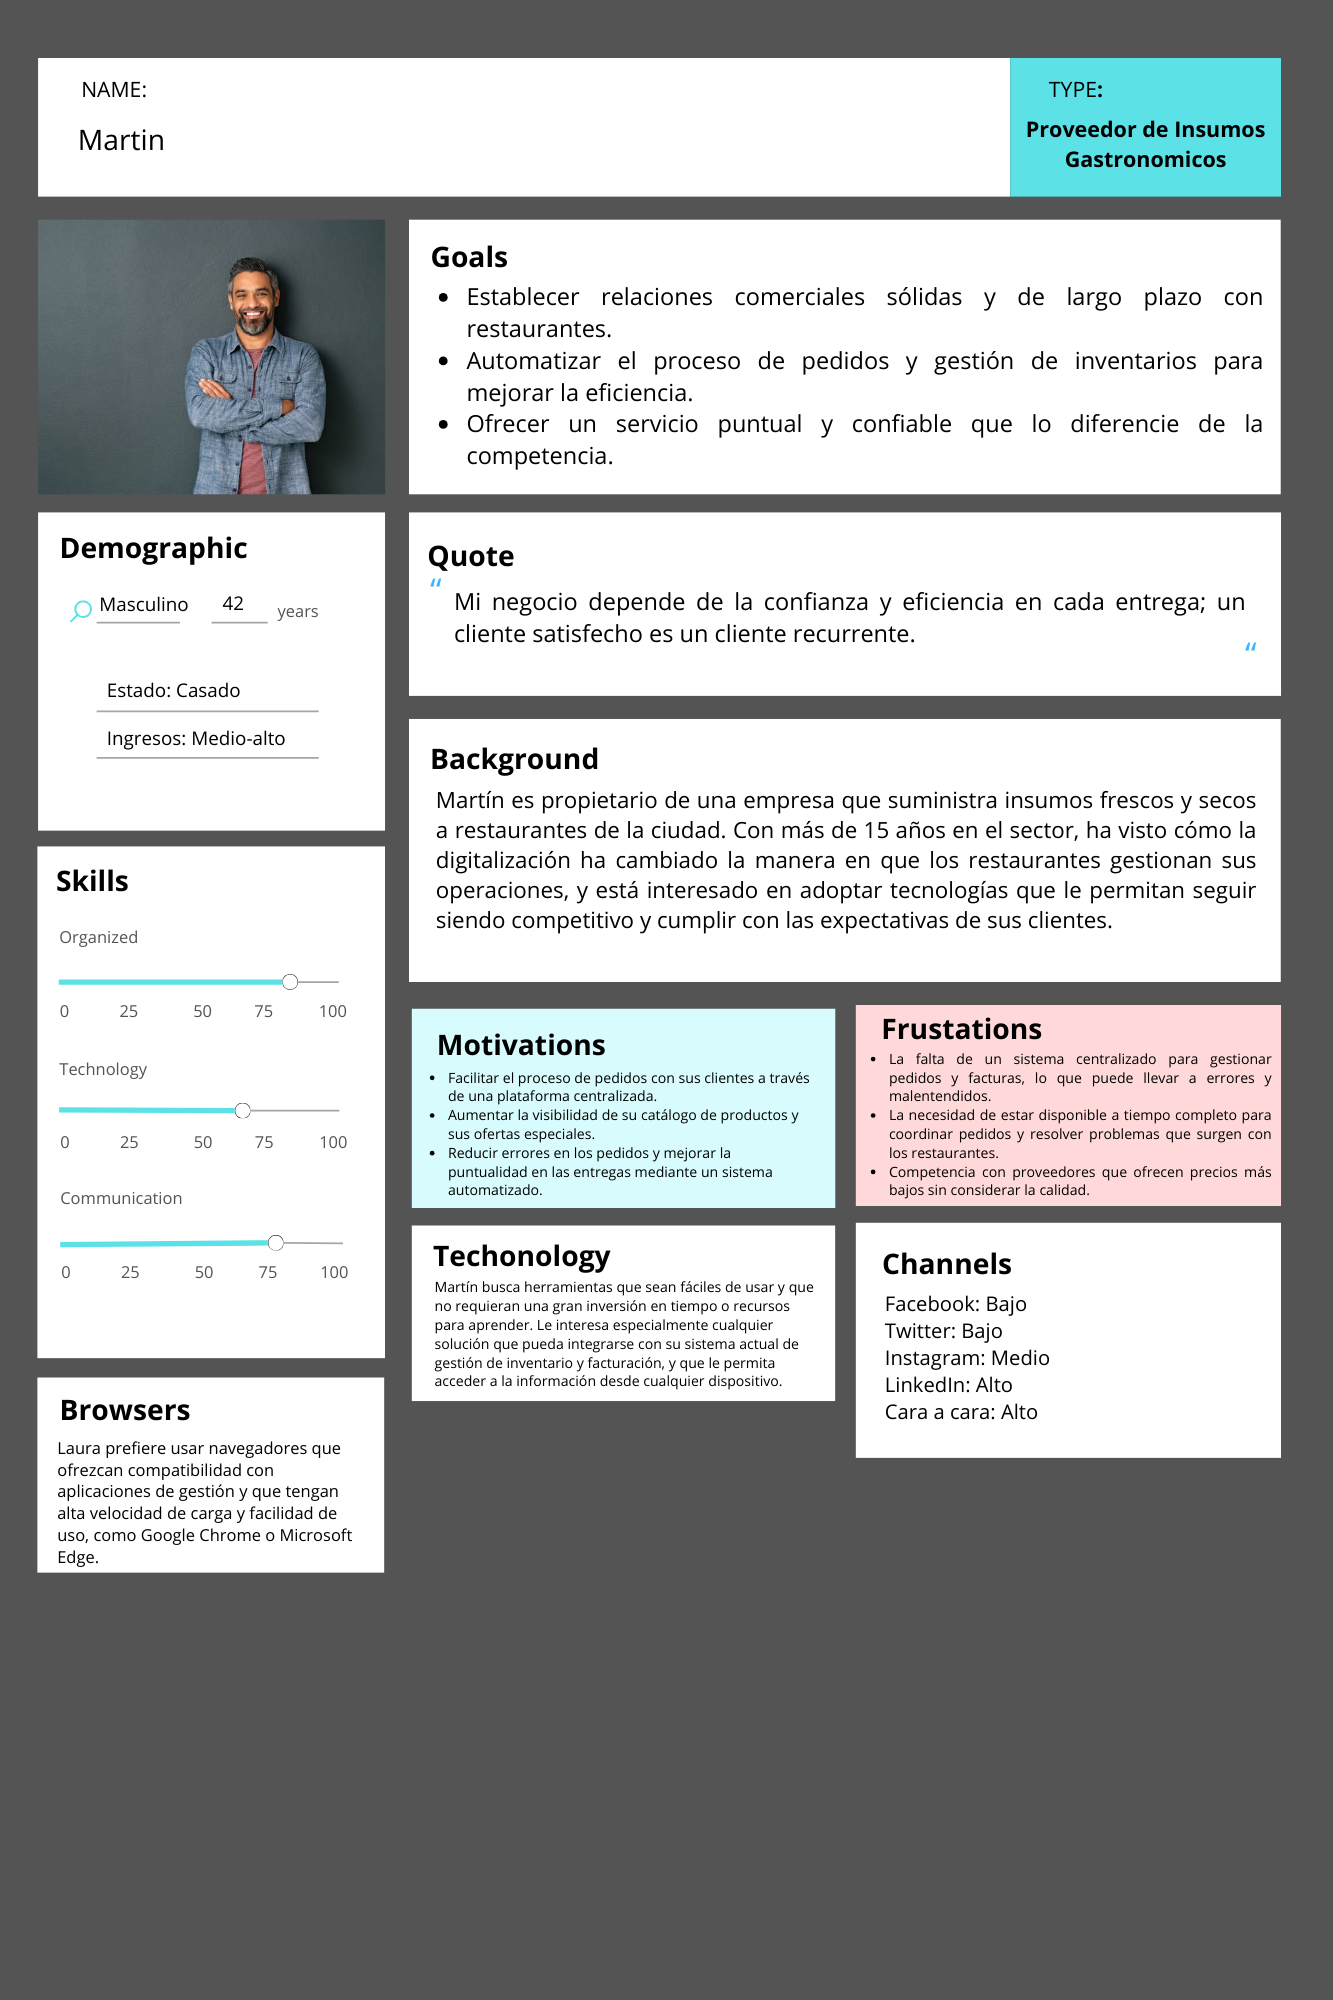 NAME:
Martin
TYPE:
Proveedor de Insumos
Gastronomicos
Goals
• Establecer relaciones comerciales sólidas y de largo plazo con
restaurantes.
• Automatizar el proceso de pedidos y gestión de inventarios para
mejorar la eficiencia.
• Ofrecer un servicio puntual y confiable que lo diferencie de la
competencia.
Demographic
Masculino 42 years
Estado: Casado
Ingresos: Medio-alto
Quote
“
Mi negocio depende de la confianza y eficiencia en cada entrega; un
cliente satisfecho es un cliente recurrente.
“
Background
Martín es propietario de una empresa que suministra insumos frescos y secos
a restaurantes de la ciudad. Con más de 15 años en el sector, ha visto cómo la
digitalización ha cambiado la manera en que los restaurantes gestionan sus
operaciones, y está interesado en adoptar tecnologías que le permitan seguir
siendo competitivo y cumplir con las expectativas de sus clientes.
Skills
Organized
0 25 50 75 100
Technology
0 25 50 75 100
Communication
0 25 50 75 100
Motivations
• Facilitar el proceso de pedidos con sus clientes a través
de una plataforma centralizada.
• Aumentar la visibilidad de su catálogo de productos y
sus ofertas especiales.
• Reducir errores en los pedidos y mejorar la
puntualidad en las entregas mediante un sistema
automatizado.
Frustations
• La falta de un sistema centralizado para gestionar
pedidos y facturas, lo que puede llevar a errores y
malentendidos.
• La necesidad de estar disponible a tiempo completo para
coordinar pedidos y resolver problemas que surgen con
los restaurantes.
• Competencia con proveedores que ofrecen precios más
bajos sin considerar la calidad.
Techonology
Martín busca herramientas que sean fáciles de usar y que
no requieran una gran inversión en tiempo o recursos
para aprender. Le interesa especialmente cualquier
solución que pueda integrarse con su sistema actual de
gestión de inventario y facturación, y que le permita
acceder a la información desde cualquier dispositivo.
Channels
Facebook: Bajo
Twitter: Bajo
Instagram: Medio
LinkedIn: Alto
Cara a cara: Alto
Browsers
Laura prefiere usar navegadores que
ofrezcan compatibilidad con
aplicaciones de gestión y que tengan
alta velocidad de carga y facilidad de
uso, como Google Chrome o Microsoft
Edge.